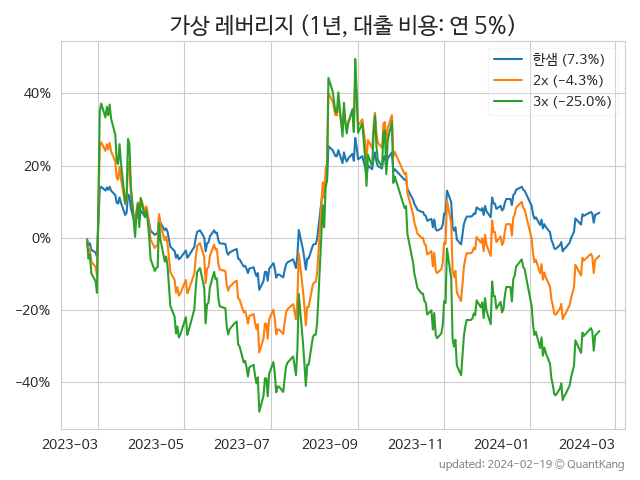 가상 레버리지 (1년, 대출 비용: 연 5%)
한샘 (7.3%)
2x (−4.3%)
3x (−25.0%)
40%
20%
0%
−20%
−40%
2023-03 2023-05 2023-07 2023-09 2023-11 2024-01 2024-03
updated: 2024-02-19 © QuantKang